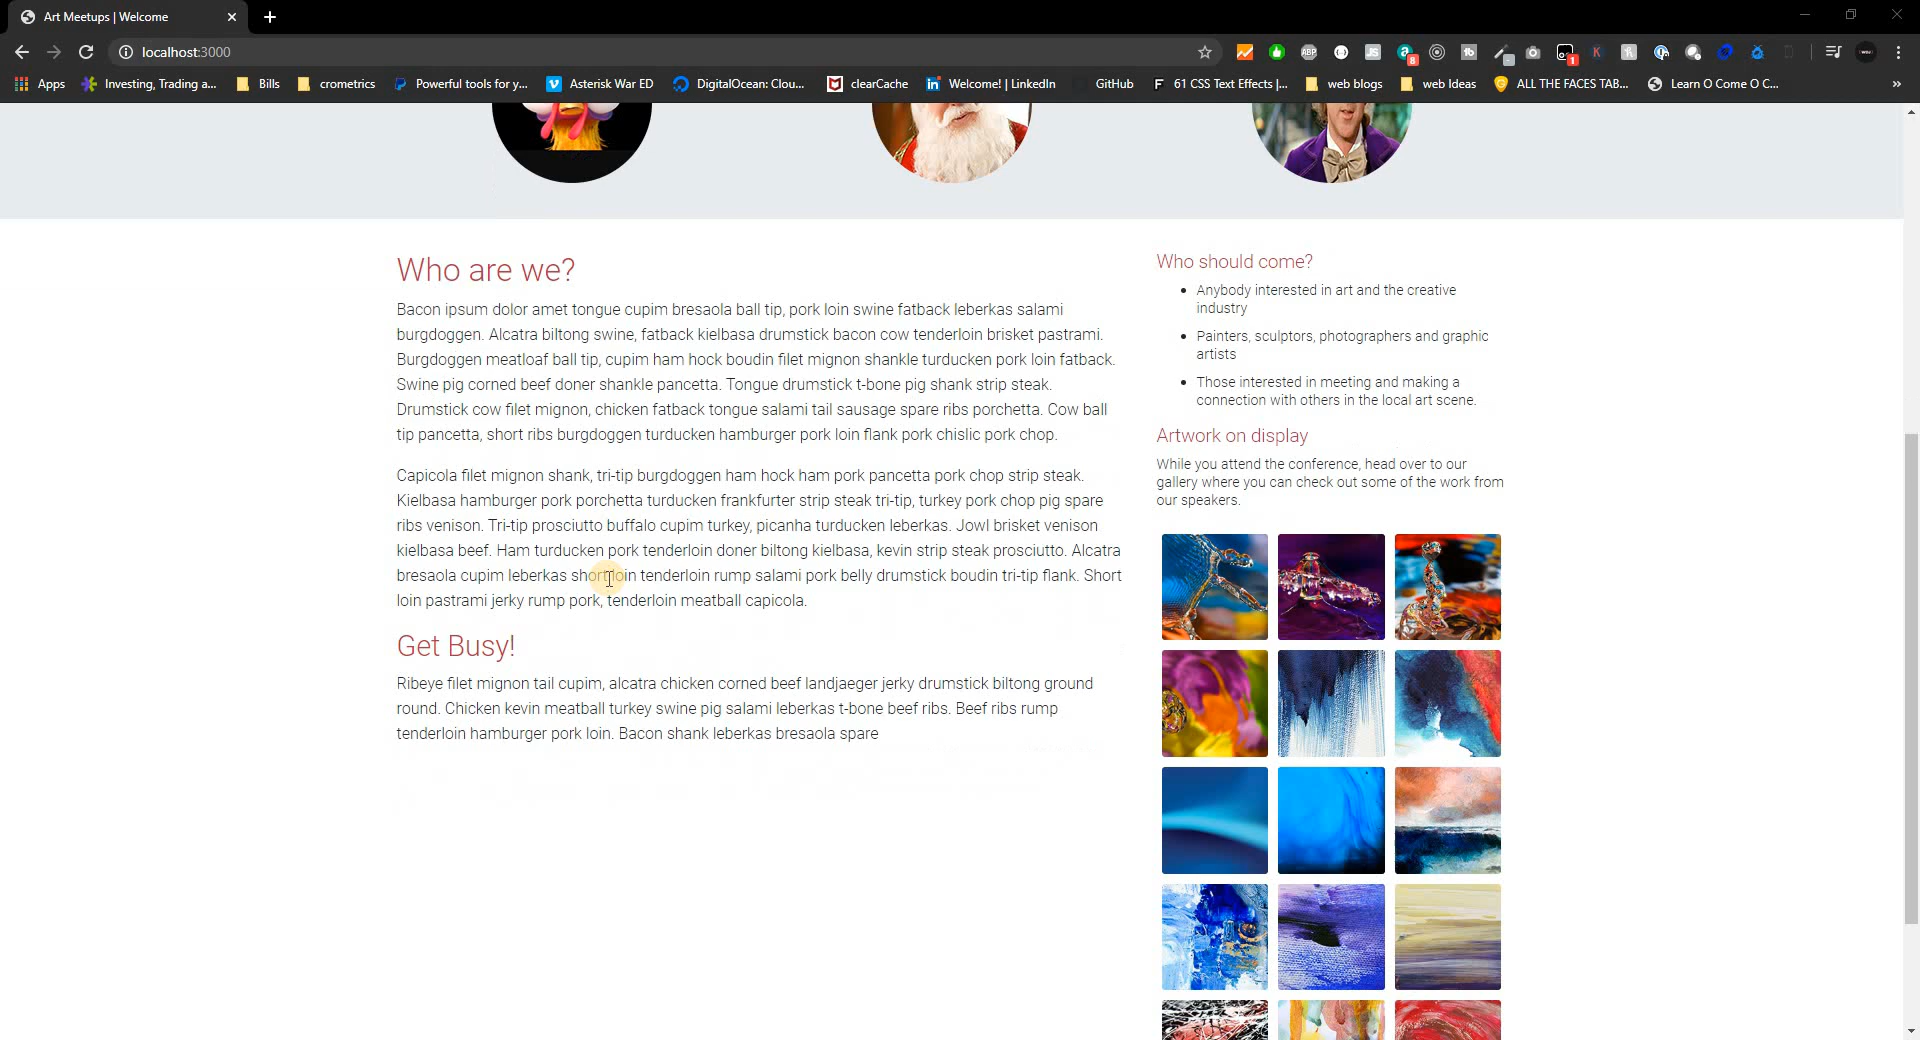 Art Meetups | Welcome
localhost:3000
ABP
JS
a
8
tb
1
K
Apps
Investing, Trading a...
Bills
crometrics
Powerful tools for y...
Asterisk War ED
DigitalOcean: Clou...
clearCache
Welcome! | LinkedIn
GitHub
61 CSS Text Effects |...
web blogs
web Ideas
ALL THE FACES TAB...
Learn O Come O C...
Who are we?
Bacon ipsum dolor amet tongue cupim bresaola ball tip, pork loin swine fatback leberkas salami
burgdoggen. Alcatra biltong swine, fatback kielbasa drumstick bacon cow tenderloin brisket pastrami.
Burgdoggen meatloaf ball tip, cupim ham hock boudin filet mignon shankle turducken pork loin fatback.
Swine pig corned beef doner shankle pancetta. Tongue drumstick t-bone pig shank strip steak.
Drumstick cow filet mignon, chicken fatback tongue salami tail sausage spare ribs porchetta. Cow ball
tip pancetta, short ribs burgdoggen turducken hamburger pork loin flank pork chislic pork chop.
Capicola filet mignon shank, tri-tip burgdoggen ham hock ham pork pancetta pork chop strip steak.
Kielbasa hamburger pork porchetta turducken frankfurter strip steak tri-tip, turkey pork chop pig spare
ribs venison. Tri-tip prosciutto buffalo cupim turkey, picanha turducken leberkas. Jowl brisket venison
kielbasa beef. Ham turducken pork tenderloin doner biltong kielbasa, kevin strip steak prosciutto. Alcatra
bresaola cupim leberkas short loin tenderloin rump salami pork belly drumstick boudin tri-tip flank. Short
loin pastrami jerky rump pork, tenderloin meatball capicola.
Get Busy!
Ribeye filet mignon tail cupim, alcatra chicken corned beef landjaeger jerky drumstick biltong ground
round. Chicken kevin meatball turkey swine pig salami leberkas t-bone beef ribs. Beef ribs rump
tenderloin hamburger pork loin. Bacon shank leberkas bresaola spare
Who should come?
Anybody interested in art and the creative
industry
Painters, sculptors, photographers and graphic
artists
Those interested in meeting and making a
connection with others in the local art scene.
Artwork on display
While you attend the conference, head over to our
gallery where you can check out some of the work from
our speakers.